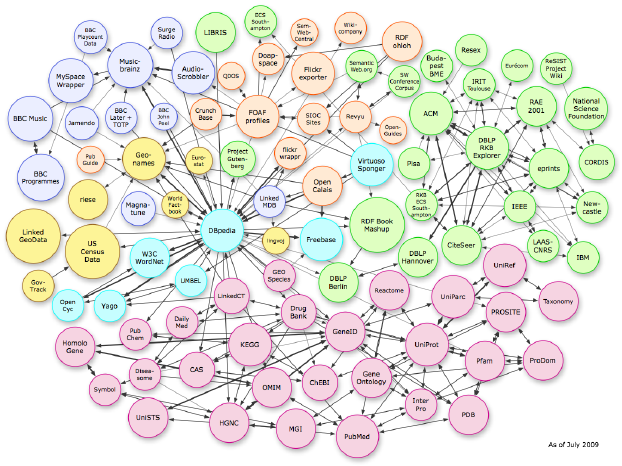 BBC
Playcount
Data
Surge
Radio
LIBRIS
ECS
South-
ampton
Sem-
Web-
Central
Wiki-
company
RDF
ohloh
Music-
brainz
Doap-
space
Flickr
exporter
Semantic
Web.org
Buda-
pest
BME
Resex
Eurécom
ReSIST
Project
Wiki
MySpace
Wrapper
Audio-
Scrobbler
QDOS
SW
Conference
Corpus
IRIT
Toulouse
BBC Music
Jamendo
BBC
Later +
TOTP
BBC
John
Peel
Crunch
Base
FOAF
profiles
SIOC
Sites
Revyu
Open-
Guides
ACM
RAE
2001
National
Science
Foundation
BBC
Programmes
Pub
Guide
Geo-
names
Euro-
stat
Project
Guten-
berg
flickr
wrappr
Virtuoso
Sponger
Pisa
DBLP
RKB
Explorer
eprints
CORDIS
riese
Magna-
tune
World
Fact-
book
Linked
MDB
Open
Calais
RDF Book
Mashup
RKB
ECS
South-
ampton
IEEE
New-
castle
Linked
GeoData
US
Census
Data
W3C
WordNet
DBpedia
lingvoj
Freebase
CiteSeer
LAAS-
CNRS
IBM
DBLP
Hannover
Gov-
Track
Open
Cyc
Yago
UMBEL
LinkedCT
GEO
Species
DBLP
Berlin
Reactome
UniParc
UniRef
Taxonomy
Daily
Med
Drug
Bank
PROSITE
Homolo
Gene
Pub
Chem
KEGG
GeneID
UniProt
Pfam
ProDom
Symbol
Disea-
some
CAS
OMIM
ChEBI
Gene
Ontology
Inter
Pro
PDB
UniSTS
HGNC
MGI
PubMed
As of July 2009